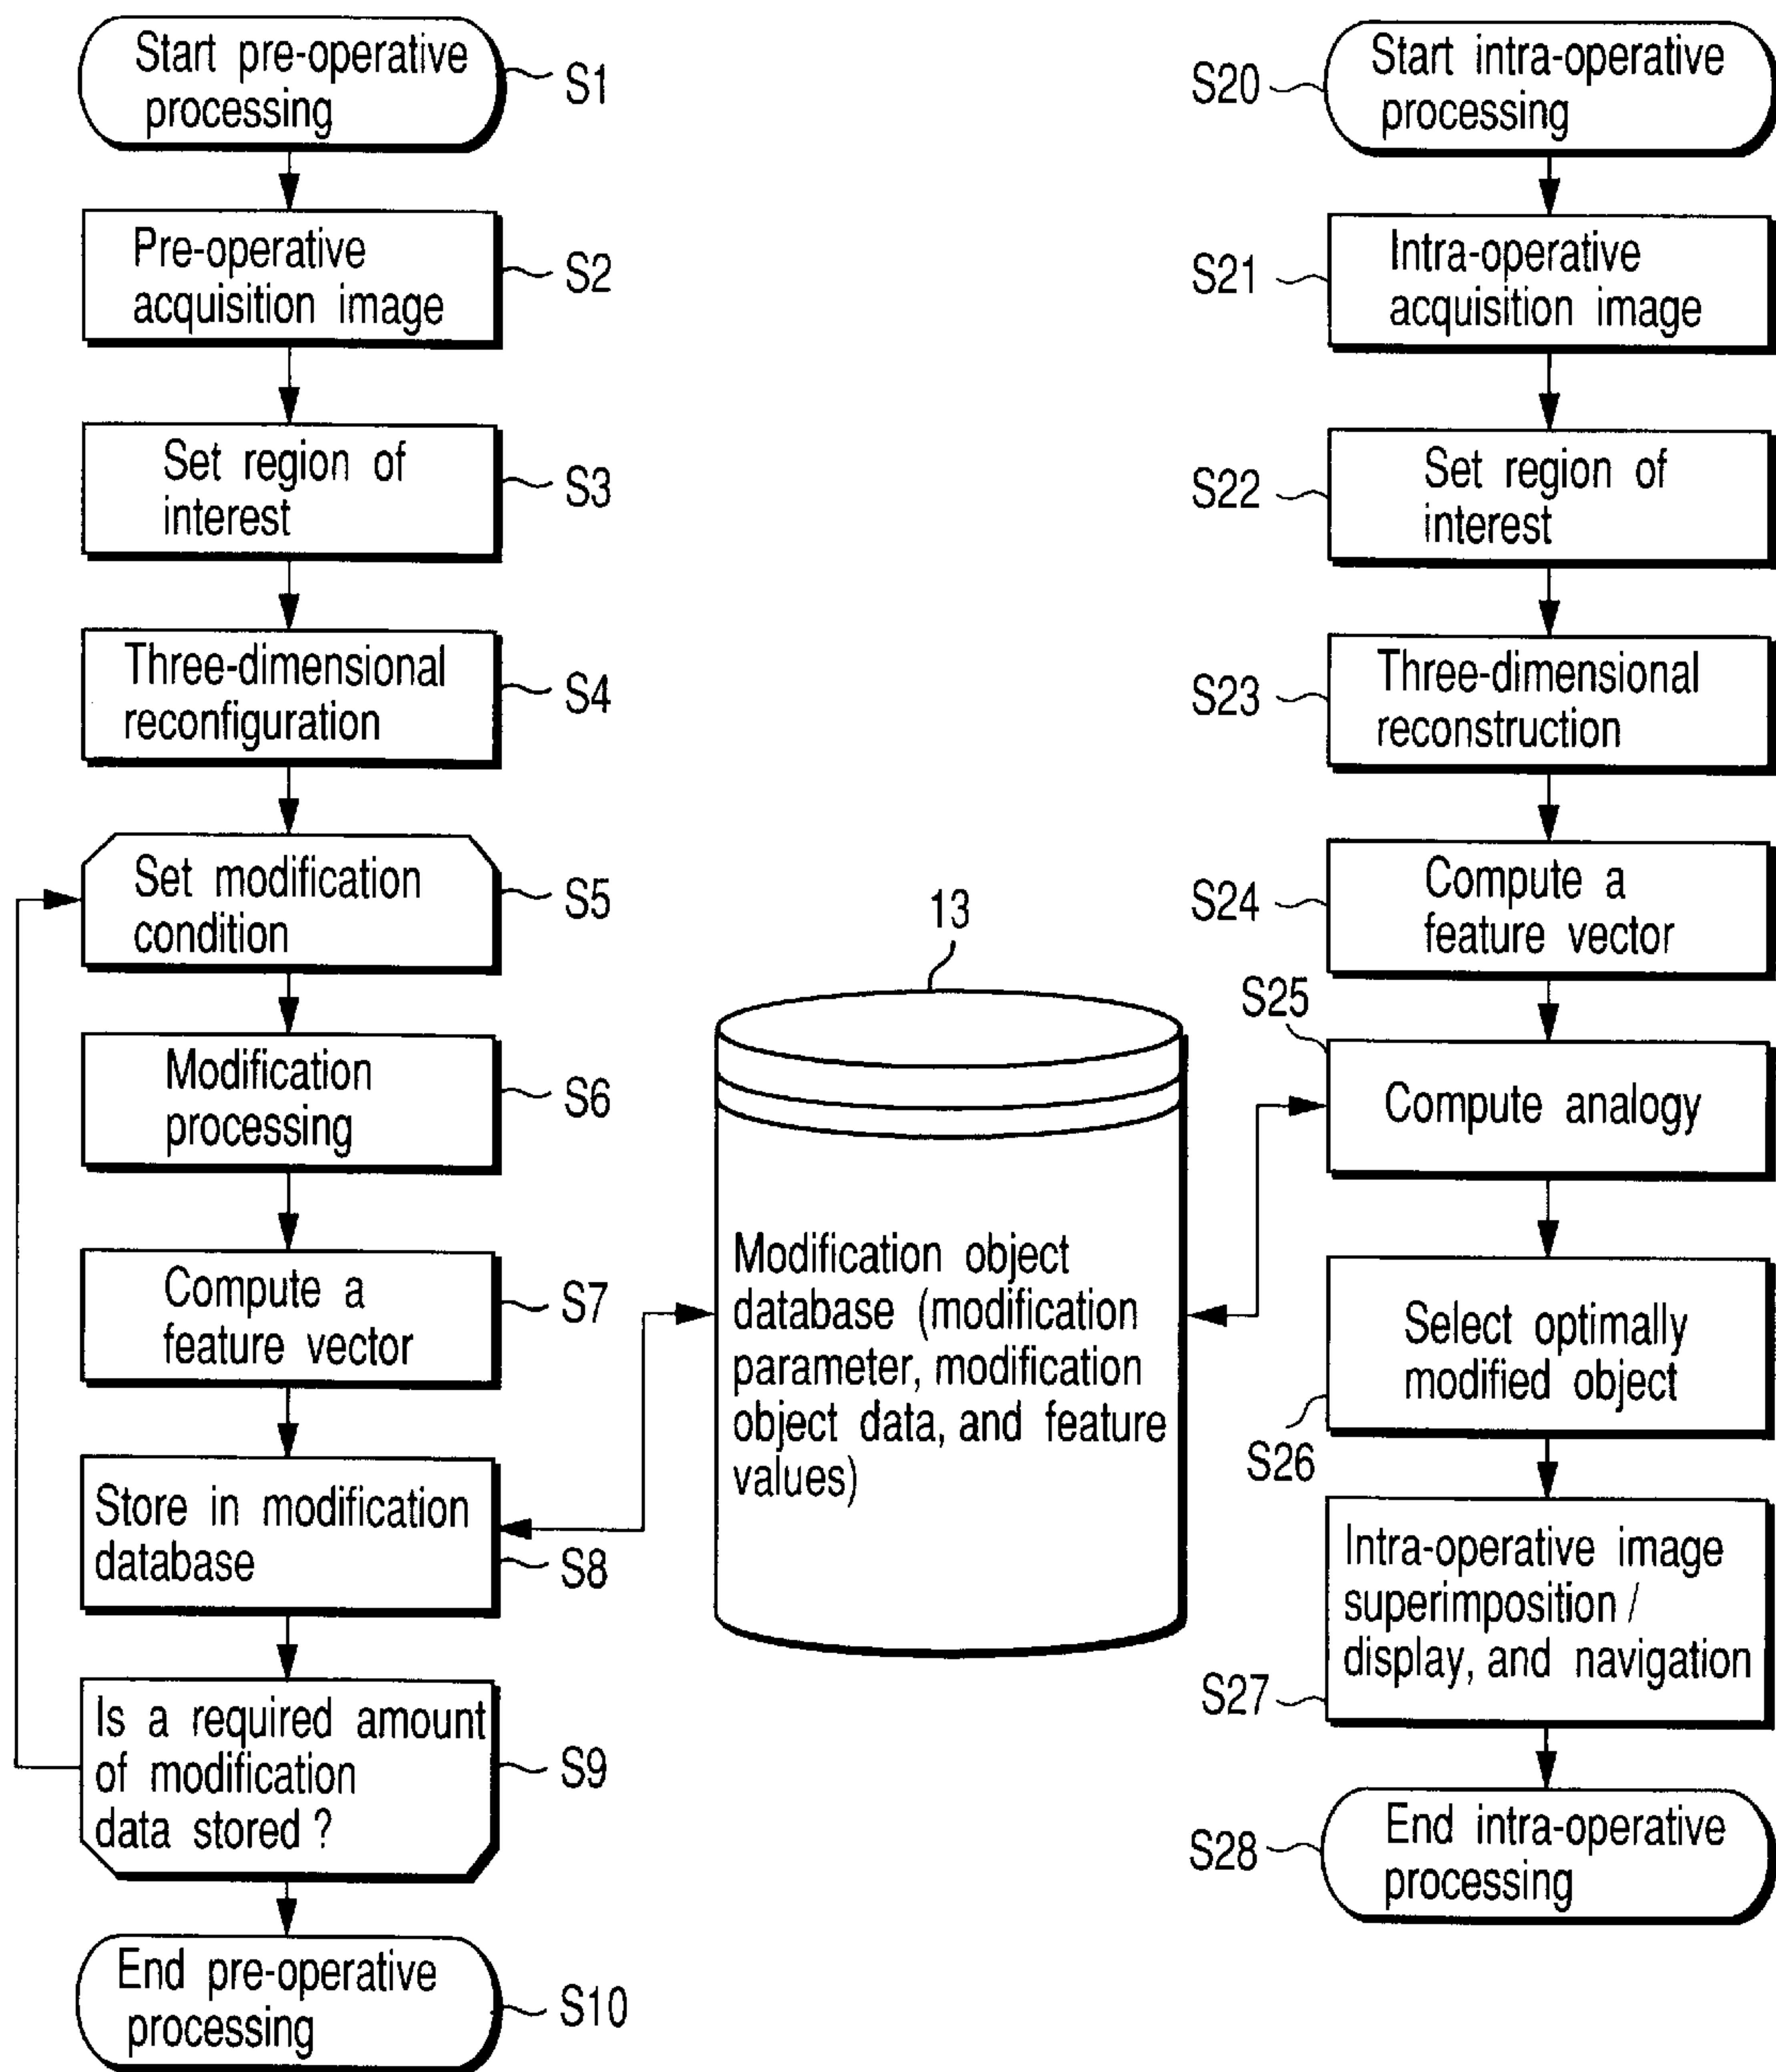 Start pre-operative
processing
S1
Pre-operative
acquisition image
S2
Set region of
interest
S3
Three-dimensional
reconfiguration
S4
Set modification
condition
S5
Modification
processing
S6
Compute a
feature vector
S7
Store in modification
database
S8
Is a required amount
of modification
data stored ?
S9
End pre-operative
processing
S10
13
Modification object
database (modification
parameter, modification
object data, and feature
values)
Start intra-operative
processing
S20
Intra-operative
acquisition image
S21
Set region of
interest
S22
Three-dimensional
reconstruction
S23
Compute a
feature vector
S24
S25
Compute analogy
Select optimally
modified object
S26
Intra-operative image
superimposition /
display, and navigation
S27
End intra-operative
processing
S28